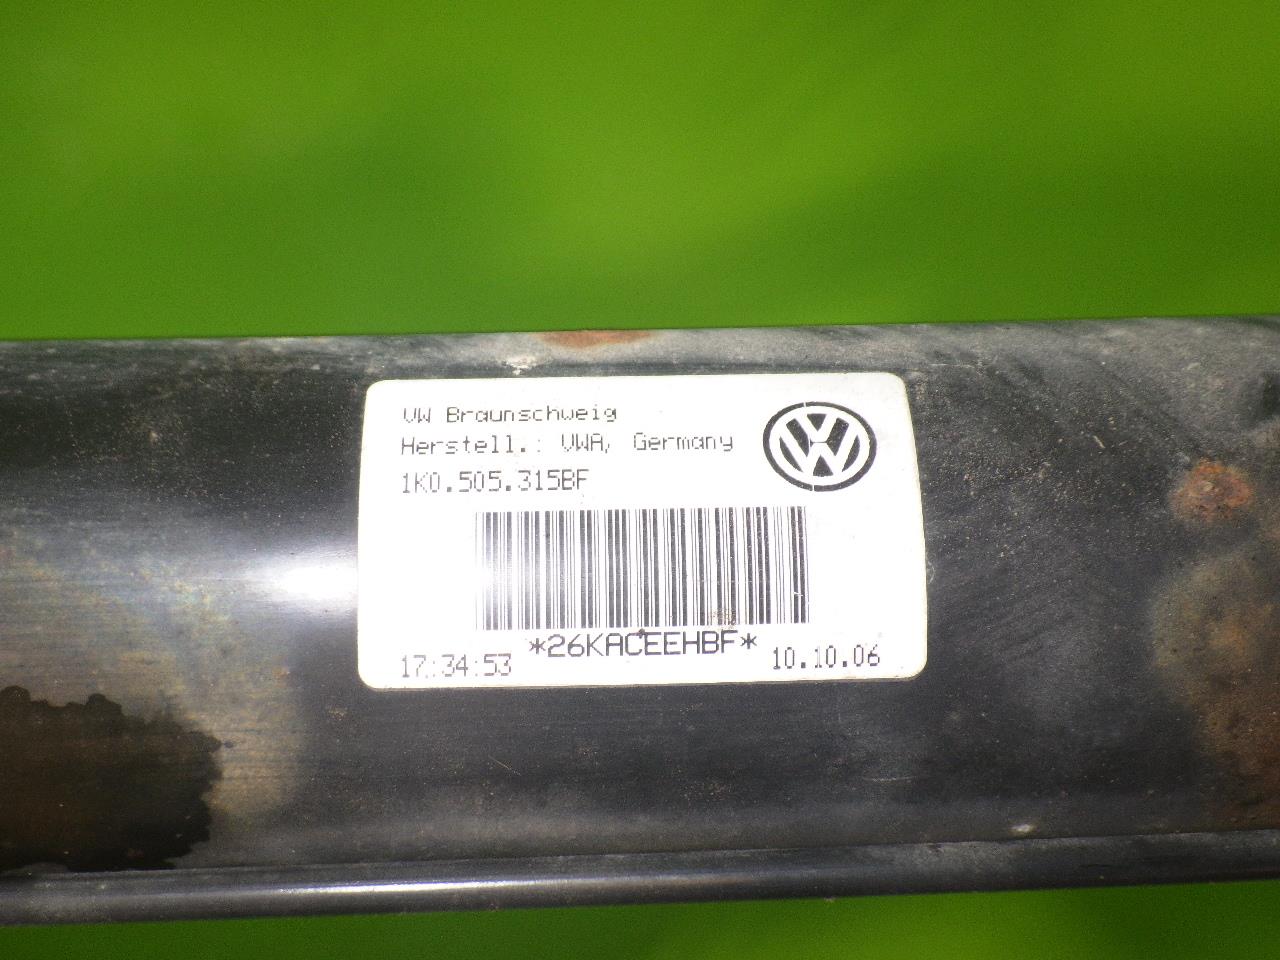 VW Braunschweig
Herstell.: VWA, Germany
1K0.505.315BF
*26KACEEHBF*
17:34:53
10.10.06